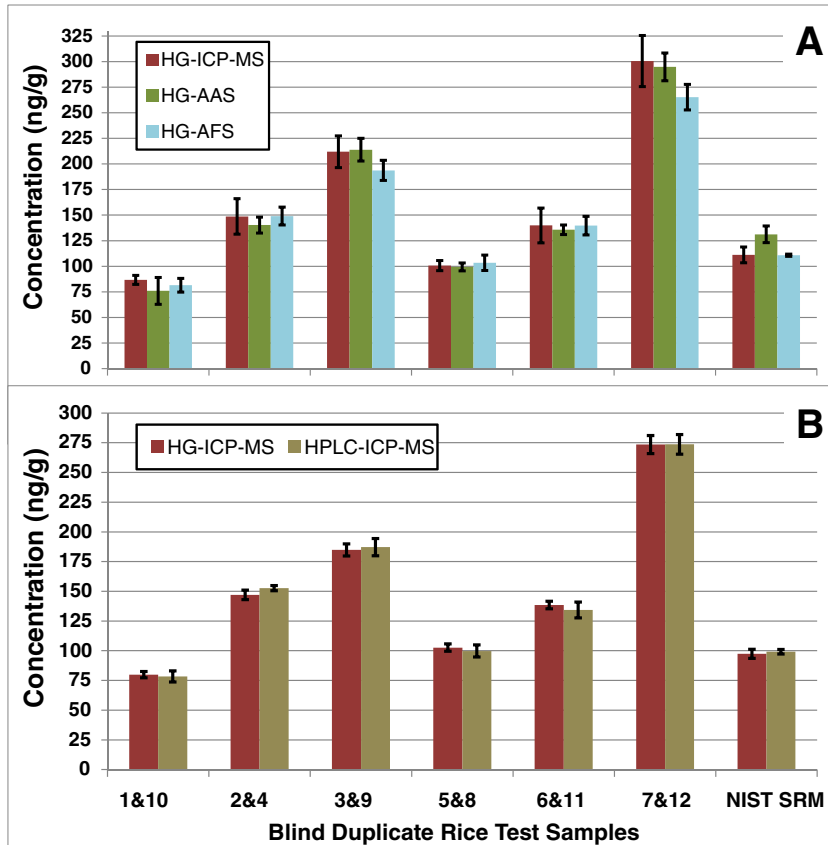 A
HG-ICP-MS
HG-AAS
HG-AFS
Concentration (ng/g)
325
300
275
250
225
200
175
150
125
100
75
50
25
0
B
HG-ICP-MS HPLC-ICP-MS
Concentration (ng/g)
300
275
250
225
200
175
150
125
100
75
50
25
0
1&10 2&4 3&9 5&8 6&11 7&12 NIST SRM
Blind Duplicate Rice Test Samples